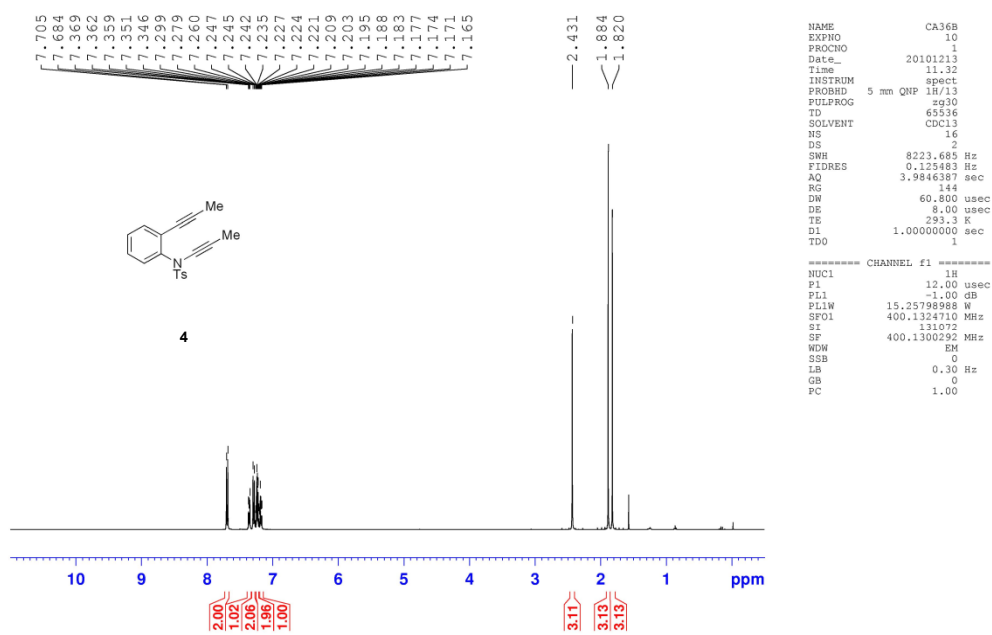 7.705
7.684
7.369
7.362
7.359
7.351
7.346
7.299
7.279
7.260
7.247
7.245
7.242
7.235
7.227
7.224
7.221
7.209
7.203
7.195
7.188
7.183
7.177
7.174
7.171
7.165
2.431
1.884
1.820
NAME CA36B
EXPNO 10
PROCNO 1
Date_ 20101213
Time 11.32
INSTRUM spect
PROBHD 5 mm QNP 1H/13
PULPROG zg30
TD 65536
SOLVENT CDCl3
NS 16
DS 2
SWH 8223.685 Hz
FIDRES 0.125483 Hz
AQ 3.9846387 sec
RG 144
DW 60.800 usec
DE 8.00 usec
TE 293.3 K
D1 1.00000000 sec
TD0 1
======== CHANNEL f1 ========
NUC1 1H
P1 12.00 usec
PL1 -1.00 dB
PL1W 15.25798988 W
SFO1 400.1324710 MHz
SI 131072
SF 400.1300292 MHz
WDW EM
SSB 0
LB 0.30 Hz
GB 0
PC 1.00
Me
Me
N
Ts
4
10 9 8 7 6 5 4 3 2 1 ppm
2.00
1.02
2.06
1.96
1.00
3.11
3.13
3.13